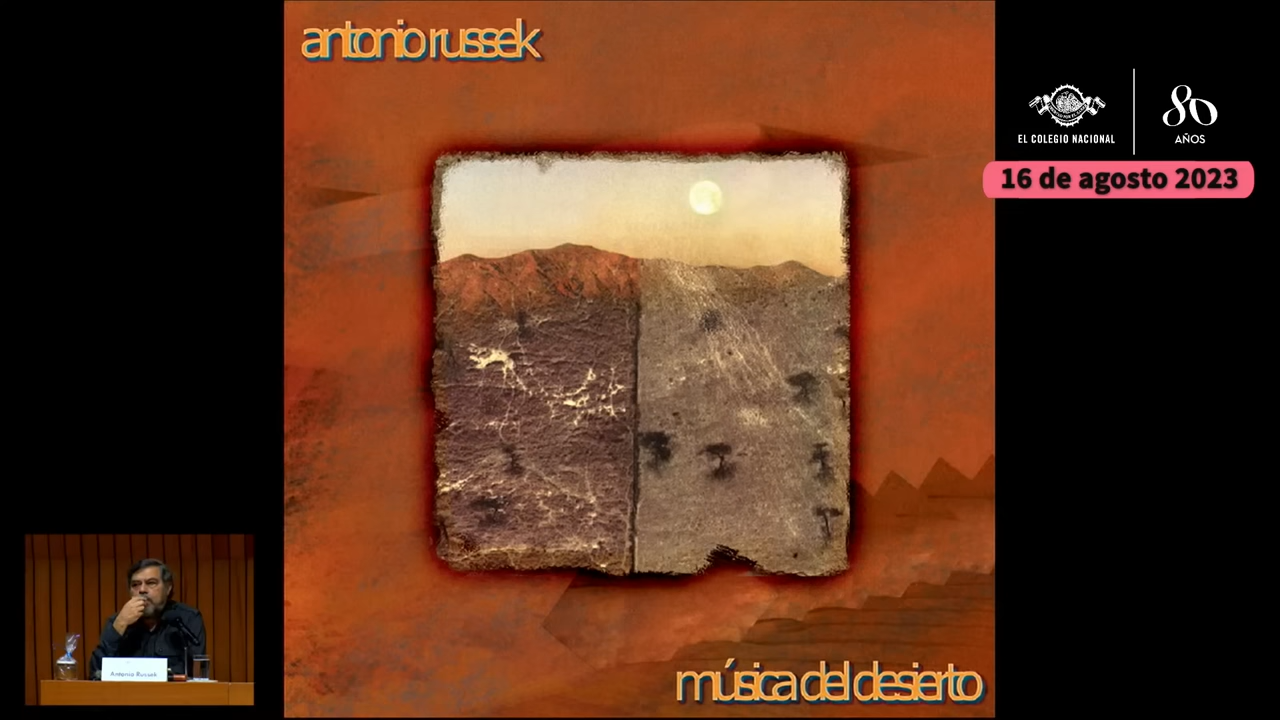 antonio russek
EL COLEGIO NACIONAL
80
AÑOS
16 de agosto 2023
Antonio Russek
música del desierto